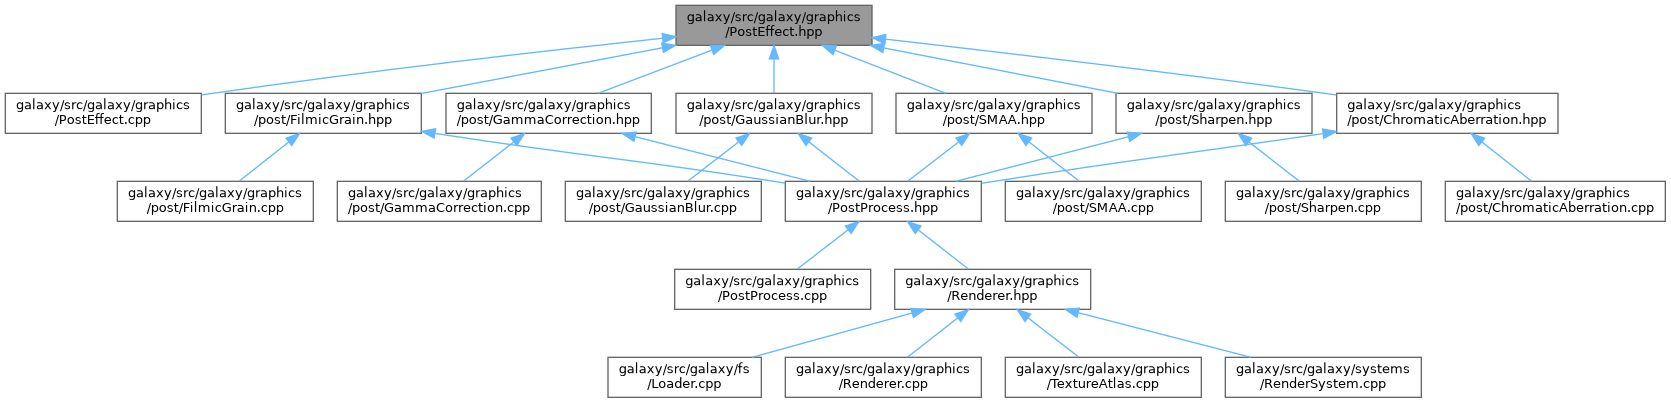 galaxy/src/galaxy/graphics
/PostEffect.hpp
galaxy/src/galaxy/graphics
/PostEffect.cpp
galaxy/src/galaxy/graphics
/post/FilmicGrain.hpp
galaxy/src/galaxy/graphics
/post/GammaCorrection.hpp
galaxy/src/galaxy/graphics
/post/GaussianBlur.hpp
galaxy/src/galaxy/graphics
/post/SMAA.hpp
galaxy/src/galaxy/graphics
/post/Sharpen.hpp
galaxy/src/galaxy/graphics
/post/ChromaticAberration.hpp
galaxy/src/galaxy/graphics
/post/FilmicGrain.cpp
galaxy/src/galaxy/graphics
/post/GammaCorrection.cpp
galaxy/src/galaxy/graphics
/post/GaussianBlur.cpp
galaxy/src/galaxy/graphics
/PostProcess.hpp
galaxy/src/galaxy/graphics
/post/SMAA.cpp
galaxy/src/galaxy/graphics
/post/Sharpen.cpp
galaxy/src/galaxy/graphics
/post/ChromaticAberration.cpp
galaxy/src/galaxy/graphics
/PostProcess.cpp
galaxy/src/galaxy/graphics
/Renderer.hpp
galaxy/src/galaxy/fs
/Loader.cpp
galaxy/src/galaxy/graphics
/Renderer.cpp
galaxy/src/galaxy/graphics
/TextureAtlas.cpp
galaxy/src/galaxy/systems
/RenderSystem.cpp